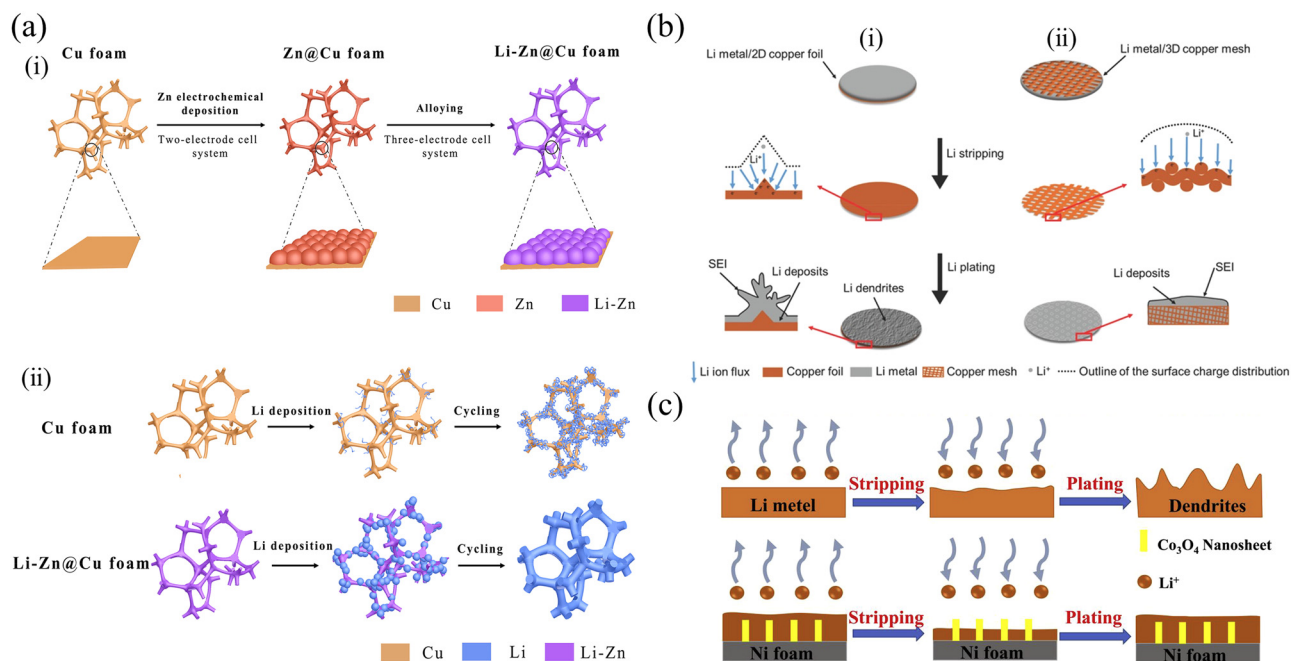 (a)
(i)
Cu foam
Zn@Cu foam
Li-Zn@Cu foam
Zn electrochemical
deposition
Two-electrode cell
system
Alloying
Three-electrode cell
system
Cu
Zn
Li-Zn
(ii)
Cu foam
Li deposition
Cycling
Li-Zn@Cu foam
Li deposition
Cycling
Cu
Li
Li-Zn
(b)
(i)
(ii)
Li metal/2D copper foil
Li metal/3D copper mesh
Li⁺
Li stripping
Li⁺
SEI
Li deposits
Li dendrites
Li plating
Li deposits
SEI
Li ion flux
Copper foil
Li metal
Copper mesh
Li⁺
Outline of the surface charge distribution
(c)
Stripping
Plating
Li metel
Dendrites
Co₃O₄ Nanosheet
Li⁺
Stripping
Plating
Ni foam
Ni foam
Ni foam